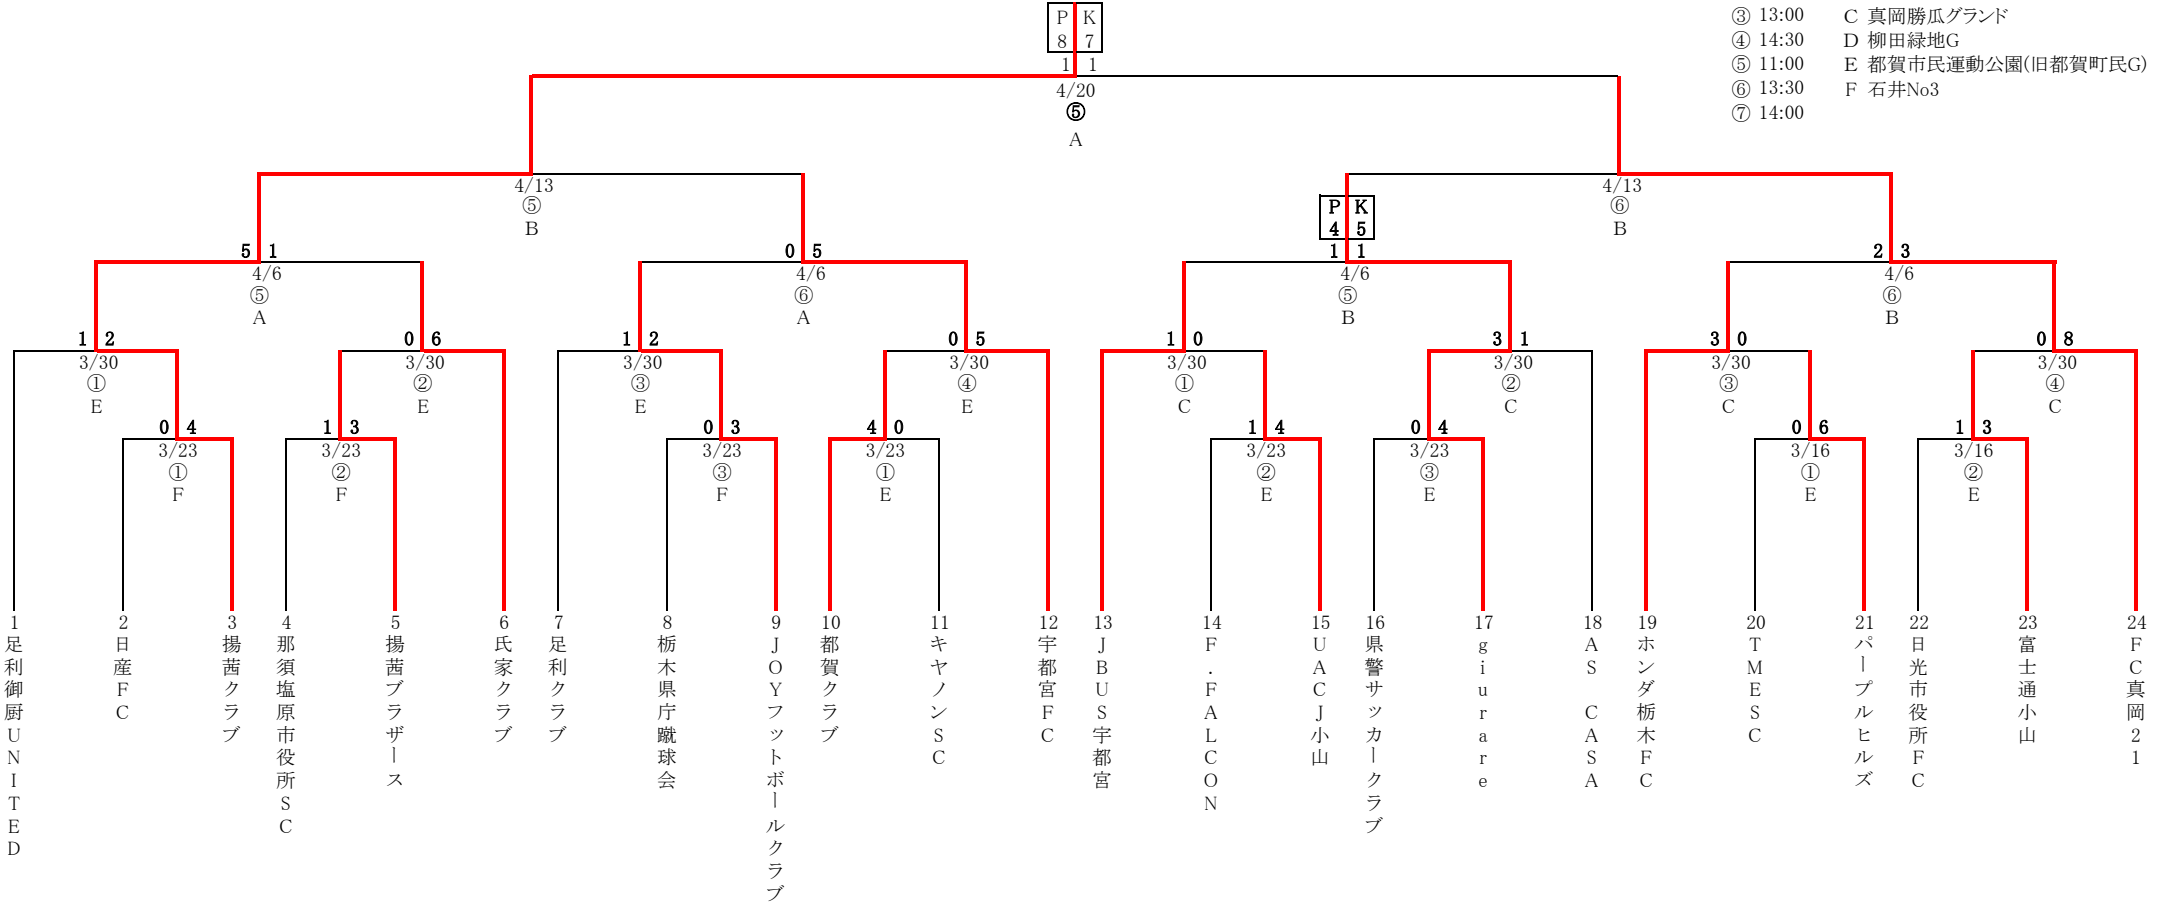 P K
8 7
1 1
4/20
⑤
A
③ 13:00 C 真岡勝瓜グランド
④ 14:30 D 柳田緑地G
⑤ 11:00 E 都賀市民運動公園(旧都賀町民G)
⑥ 13:30 F 石井No3
⑦ 14:00
4/13
⑤
B
4/13
⑥
B
P K
4 5
5 1
4/6
⑤
A
0 5
4/6
⑥
A
1 1
4/6
⑤
B
2 3
4/6
⑥
B
1 2
3/30
①
E
0 6
3/30
②
E
1 2
3/30
③
E
0 5
3/30
④
E
1 0
3/30
①
C
3 1
3/30
②
C
3 0
3/30
③
C
0 8
3/30
④
C
0 4
3/23
①
F
1 3
3/23
②
F
0 3
3/23
③
F
4 0
3/23
①
E
1 4
3/23
②
E
0 4
3/23
③
E
0 6
3/16
①
E
1 3
3/16
②
E
1 足利御厨UNITED
2 日産FC
3 揚茜クラブ
4 那須塩原市役所SC
5 揚茜ブラザース
6 氏家クラブ
7 足利クラブ
8 栃木県庁蹴球会
9 JOYフットボールクラブ
10 都賀クラブ
11 キヤノンSC
12 宇都宮FC
13 JBUS宇都宮
14 F.FALCON
15 UACJ小山
16 県警サッカークラブ
17 giurare
18 AS CASA
19 ホンダ栃木FC
20 TMESC
21 パープルヒルズ
22 日光市役所FC
23 富士通小山
24 FC真岡21